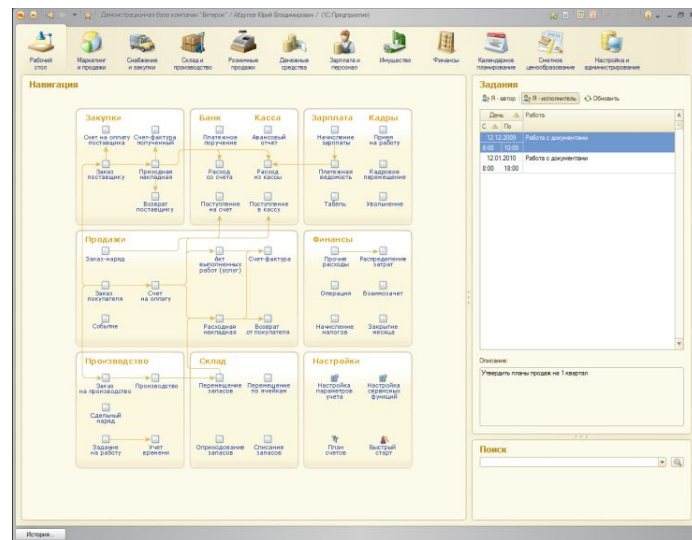 Демонстрационная база компании "Ветерок" / Абдулов Юрий Владимирович / (1С:Предприятие)
Рабочий стол
Маркетинг и продажи
Снабжение и закупки
Склад и производство
Розничные продажи
Денежные средства
Зарплата и персонал
Имущество
Финансы
Календарное планирование
Сметное ценообразование
Настройка и администрирование
Навигация
Закупки
Счет на оплату поставщика
Счет-фактура полученный
Заказ поставщику
Приходная накладная
Возврат поставщику
Банк Касса
Платежное поручение
Авансовый отчет
Расход со счета
Расход из кассы
Поступление на счет
Поступление в кассу
Зарплата Кадры
Начисление зарплаты
Прием на работу
Платежная ведомость
Кадровое перемещение
Табель
Увольнение
Продажи
Заказ-наряд
Акт выполненных работ (услуг)
Счет-фактура
Заказ покупателя
Счет на оплату
Событие
Расходная накладная
Возврат от покупателя
Финансы
Прочие расходы
Распределение затрат
Операция
Взаимозачет
Начисление налогов
Закрытие месяца
Производство
Заказ на производство
Производство
Сдельный наряд
Задание на работу
Учет времени
Склад
Перемещение запасов
Перемещение по ячейкам
Оприходование запасов
Списание запасов
Настройки
Настройка параметров учета
Настройка сервисных функций
План счетов
Быстрый старт
Задания
Я - автор
Я - исполнитель
Обновить
День
Работа
С
По
12.12.2009 Работа с документами
8:00 10:00
12.01.2010 Работа с документами
8:00 18:00
Описание:
Утвердить планы продаж на 1 квартал
Поиск
История...